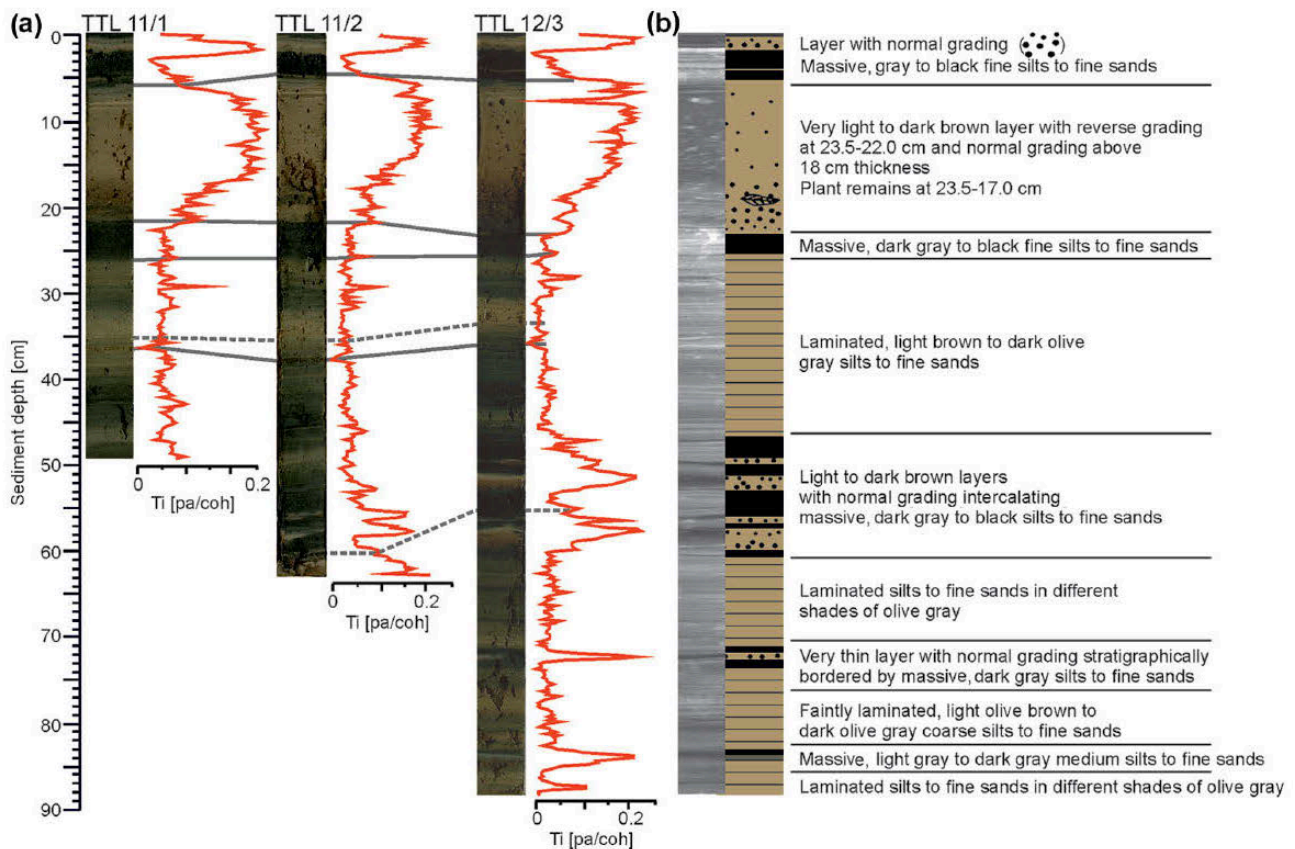 (a)
TTL 11/1
TTL 11/2
TTL 12/3
(b)
0
10
20
30
40
50
60
70
80
90
Sediment depth [cm]
0 0.2
Ti [pa/coh]
0 0.2
Ti [pa/coh]
0 0.2
Ti [pa/coh]
Layer with normal grading ( )
Massive, gray to black fine silts to fine sands
Very light to dark brown layer with reverse grading
at 23.5-22.0 cm and normal grading above
18 cm thickness
Plant remains at 23.5-17.0 cm
Massive, dark gray to black fine silts to fine sands
Laminated, light brown to dark olive
gray silts to fine sands
Light to dark brown layers
with normal grading intercalating
massive, dark gray to black silts to fine sands
Laminated silts to fine sands in different
shades of olive gray
Very thin layer with normal grading stratigraphically
bordered by massive, dark gray silts to fine sands
Faintly laminated, light olive brown to
dark olive gray coarse silts to fine sands
Massive, light gray to dark gray medium silts to fine sands
Laminated silts to fine sands in different shades of olive gray